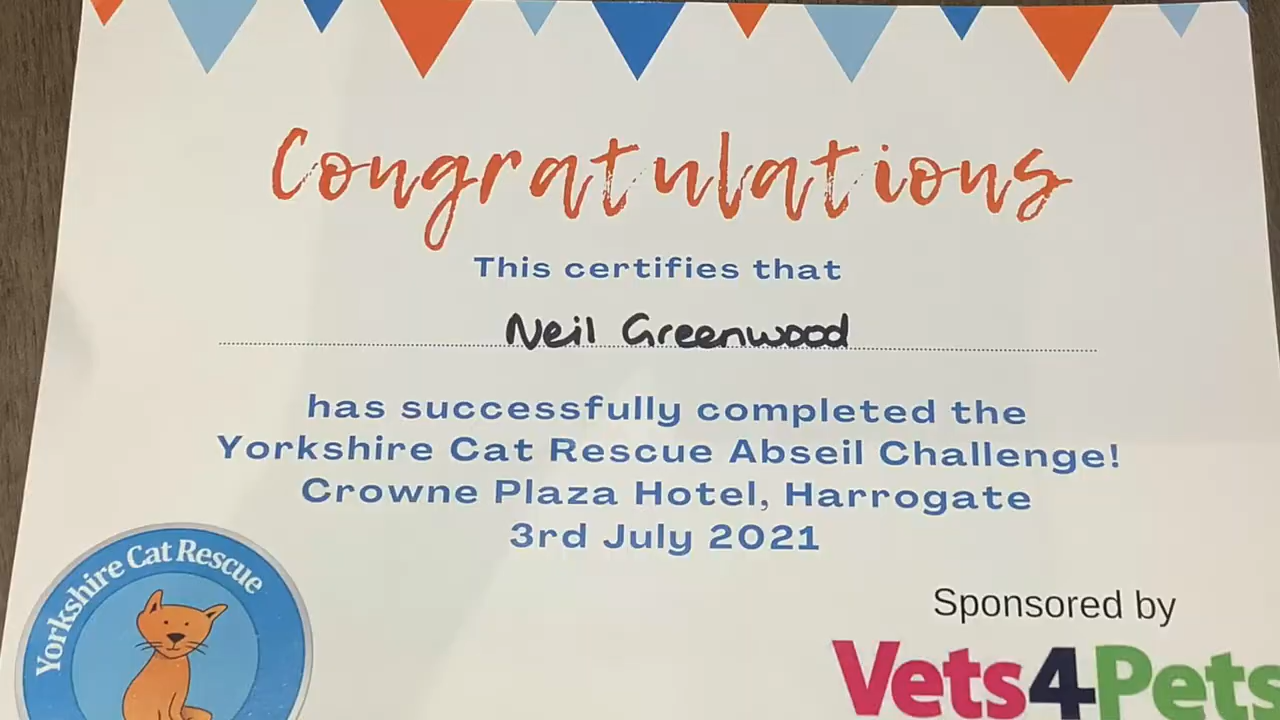 Congratulations
This certifies that
Neil Greenwood
has successfully completed the
Yorkshire Cat Rescue Abseil Challenge!
Crowne Plaza Hotel, Harrogate
3rd July 2021
Yorkshire Cat Rescue
Sponsored by
Vets4Pets